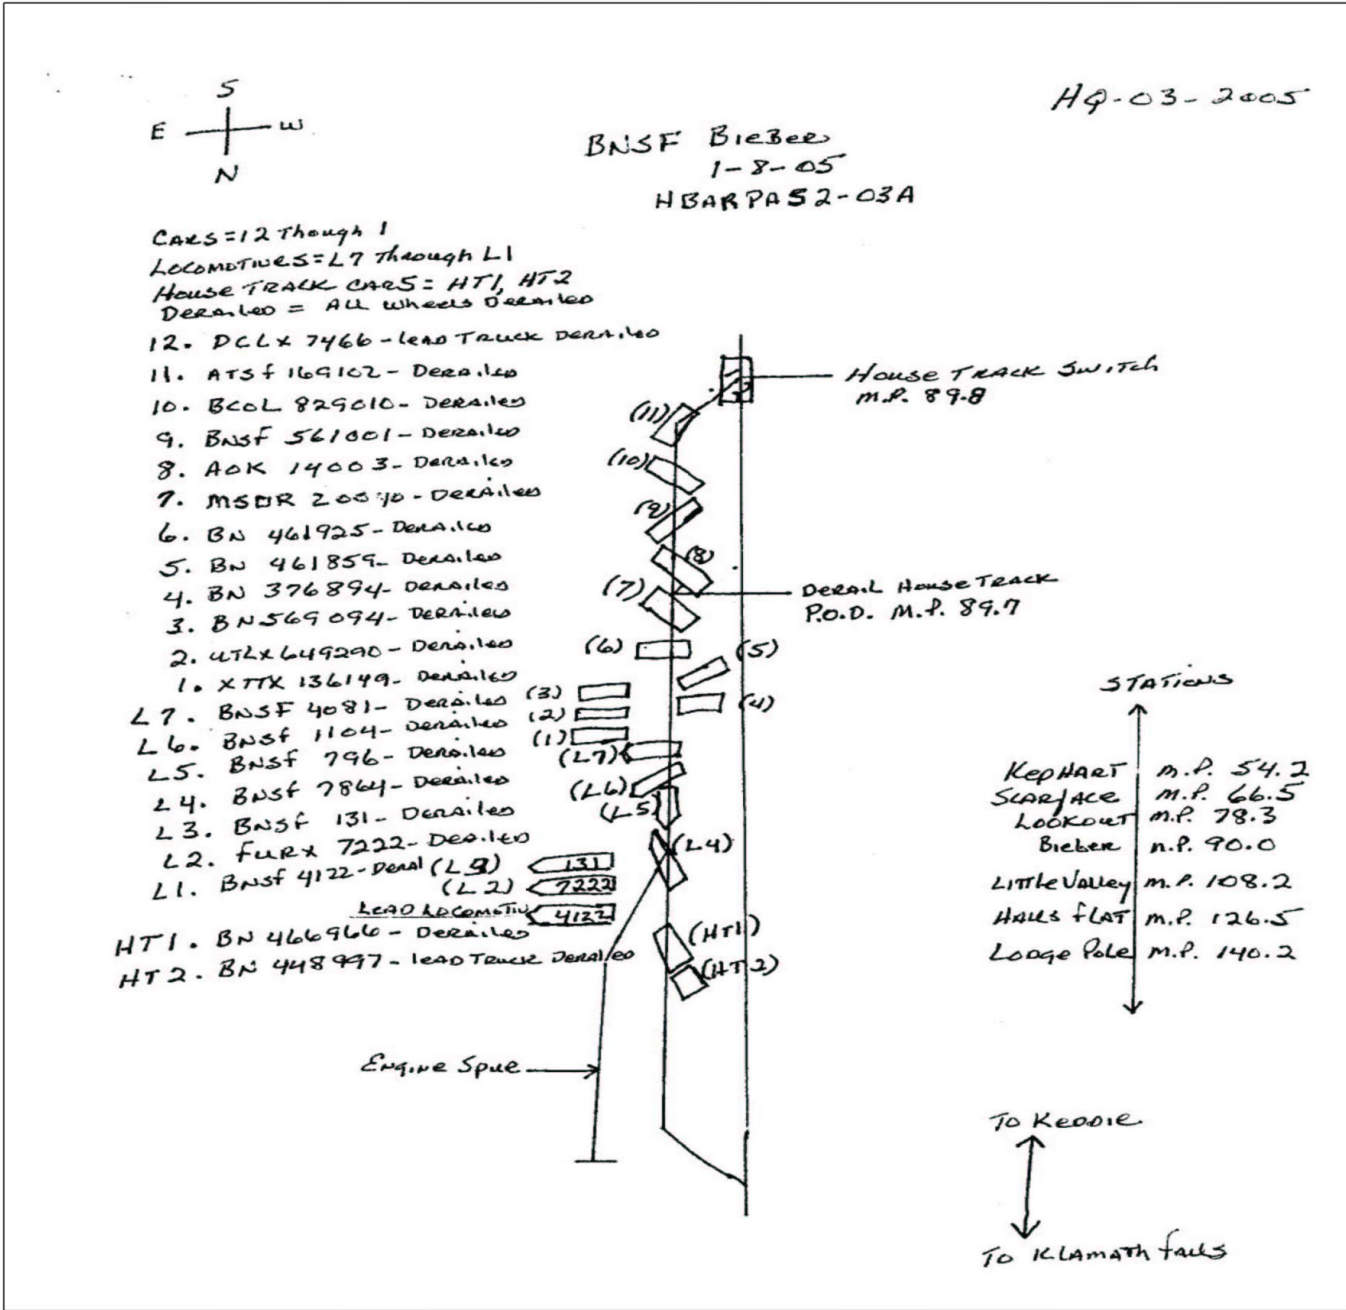 HQ-03-2005
S
E W
N
BNSF Bieber
1-8-05
HBARPAS2-03A
CARS=12 Though 1
LOCOMOTIVES=L7 Through L1
HOUSE TRACK CARS= HT1, HT2
Derailed = ALL wheels Derailed
12. DCLX 7466-lead Truck Derailed
11. ATSF 169102- Derailed
10. BCOL 829010- Derailed
9. BNSF 561001- Derailed
8. AOK 14003- Derailed
7. MSDR - Derailed
6. BN 461925- Derailed
5. BN 461859- Derailed
4. BN 376894- Derailed
3. BN569094- Derailed
2. UTLX649290- Derailed
1. XTTX 136149- Derailed
L7. BNSF 4081- Derailed
L6. BNSF 1104- Derailed
L5. BNSF 796- Derailed
L4. BNSF 7864- Derailed
L3. BNSF 131- Derailed
L2. FURX 7222- Derailed
L1. BNSF 4122- Deral
LEAD LOCOMOTIV
HT1. BN 466966- Derailed
HT2. BN 448997- lead Truck Derailed
(11)
(10)
(9)
(8)
(7)
(6)
(5)
(3)
(4)
(2)
(1)
(L7)
(L6)
(L5)
(L4)
(L3) 131
(L2) 7222
4122
(HT1)
(HT2)
HOUSE TRACK SWITCH
M.P. 89.8
DERAIL HOUSE TRACK
P.O.D. M.P. 89.7
STATIONS
KepHART M.P. 54.2
SCARFACE M.P. 66.5
LOOKOUT M.P. 78.3
Bieber M.P. 90.0
LITTLE Valley M.P. 108.2
HALLS FLAT M.P. 126.5
Lodge Pole M.P. 140.2
Engine Spur
TO Keddie
TO KLAMATH FALLS